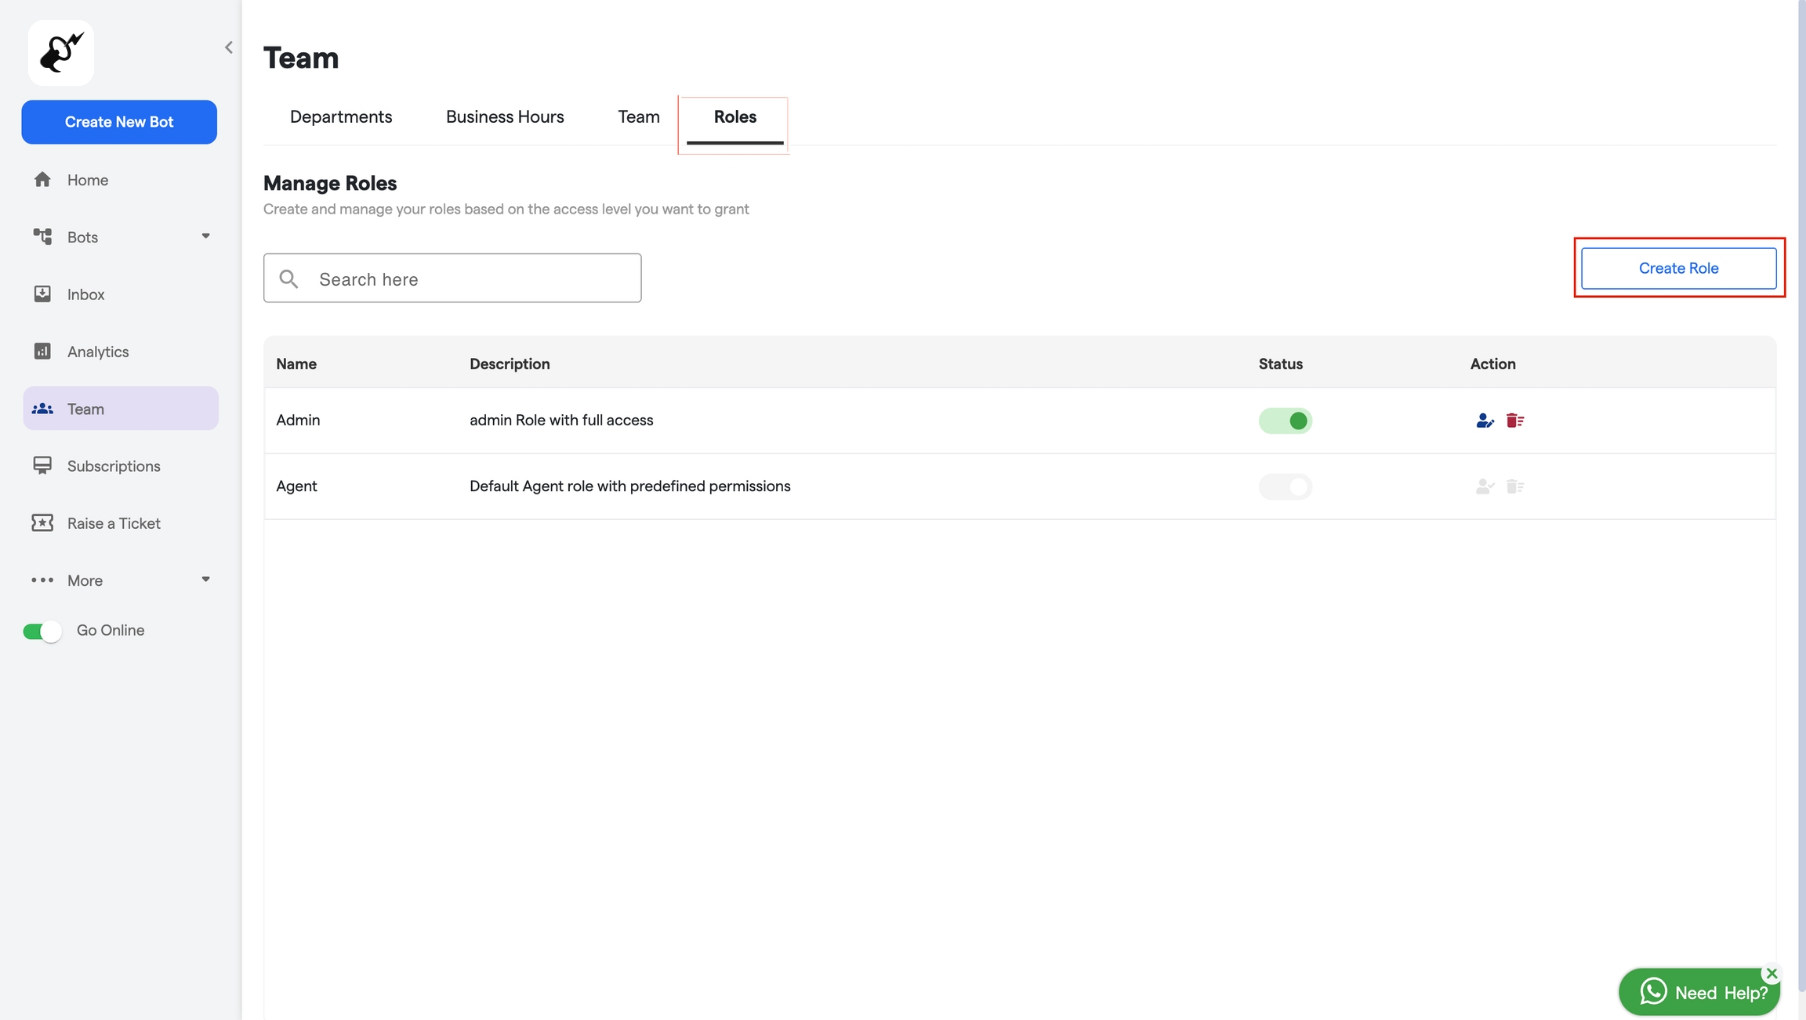 Team
Create New Bot
Departments Business Hours Team Roles
Home
Manage Roles
Create and manage your roles based on the access level you want to grant
Bots
Search here
Create Role
Inbox
Analytics
Name Description Status Action
Team
Admin admin Role with full access
Subscriptions
Agent Default Agent role with predefined permissions
Raise a Ticket
More
Go Online
Need Help?